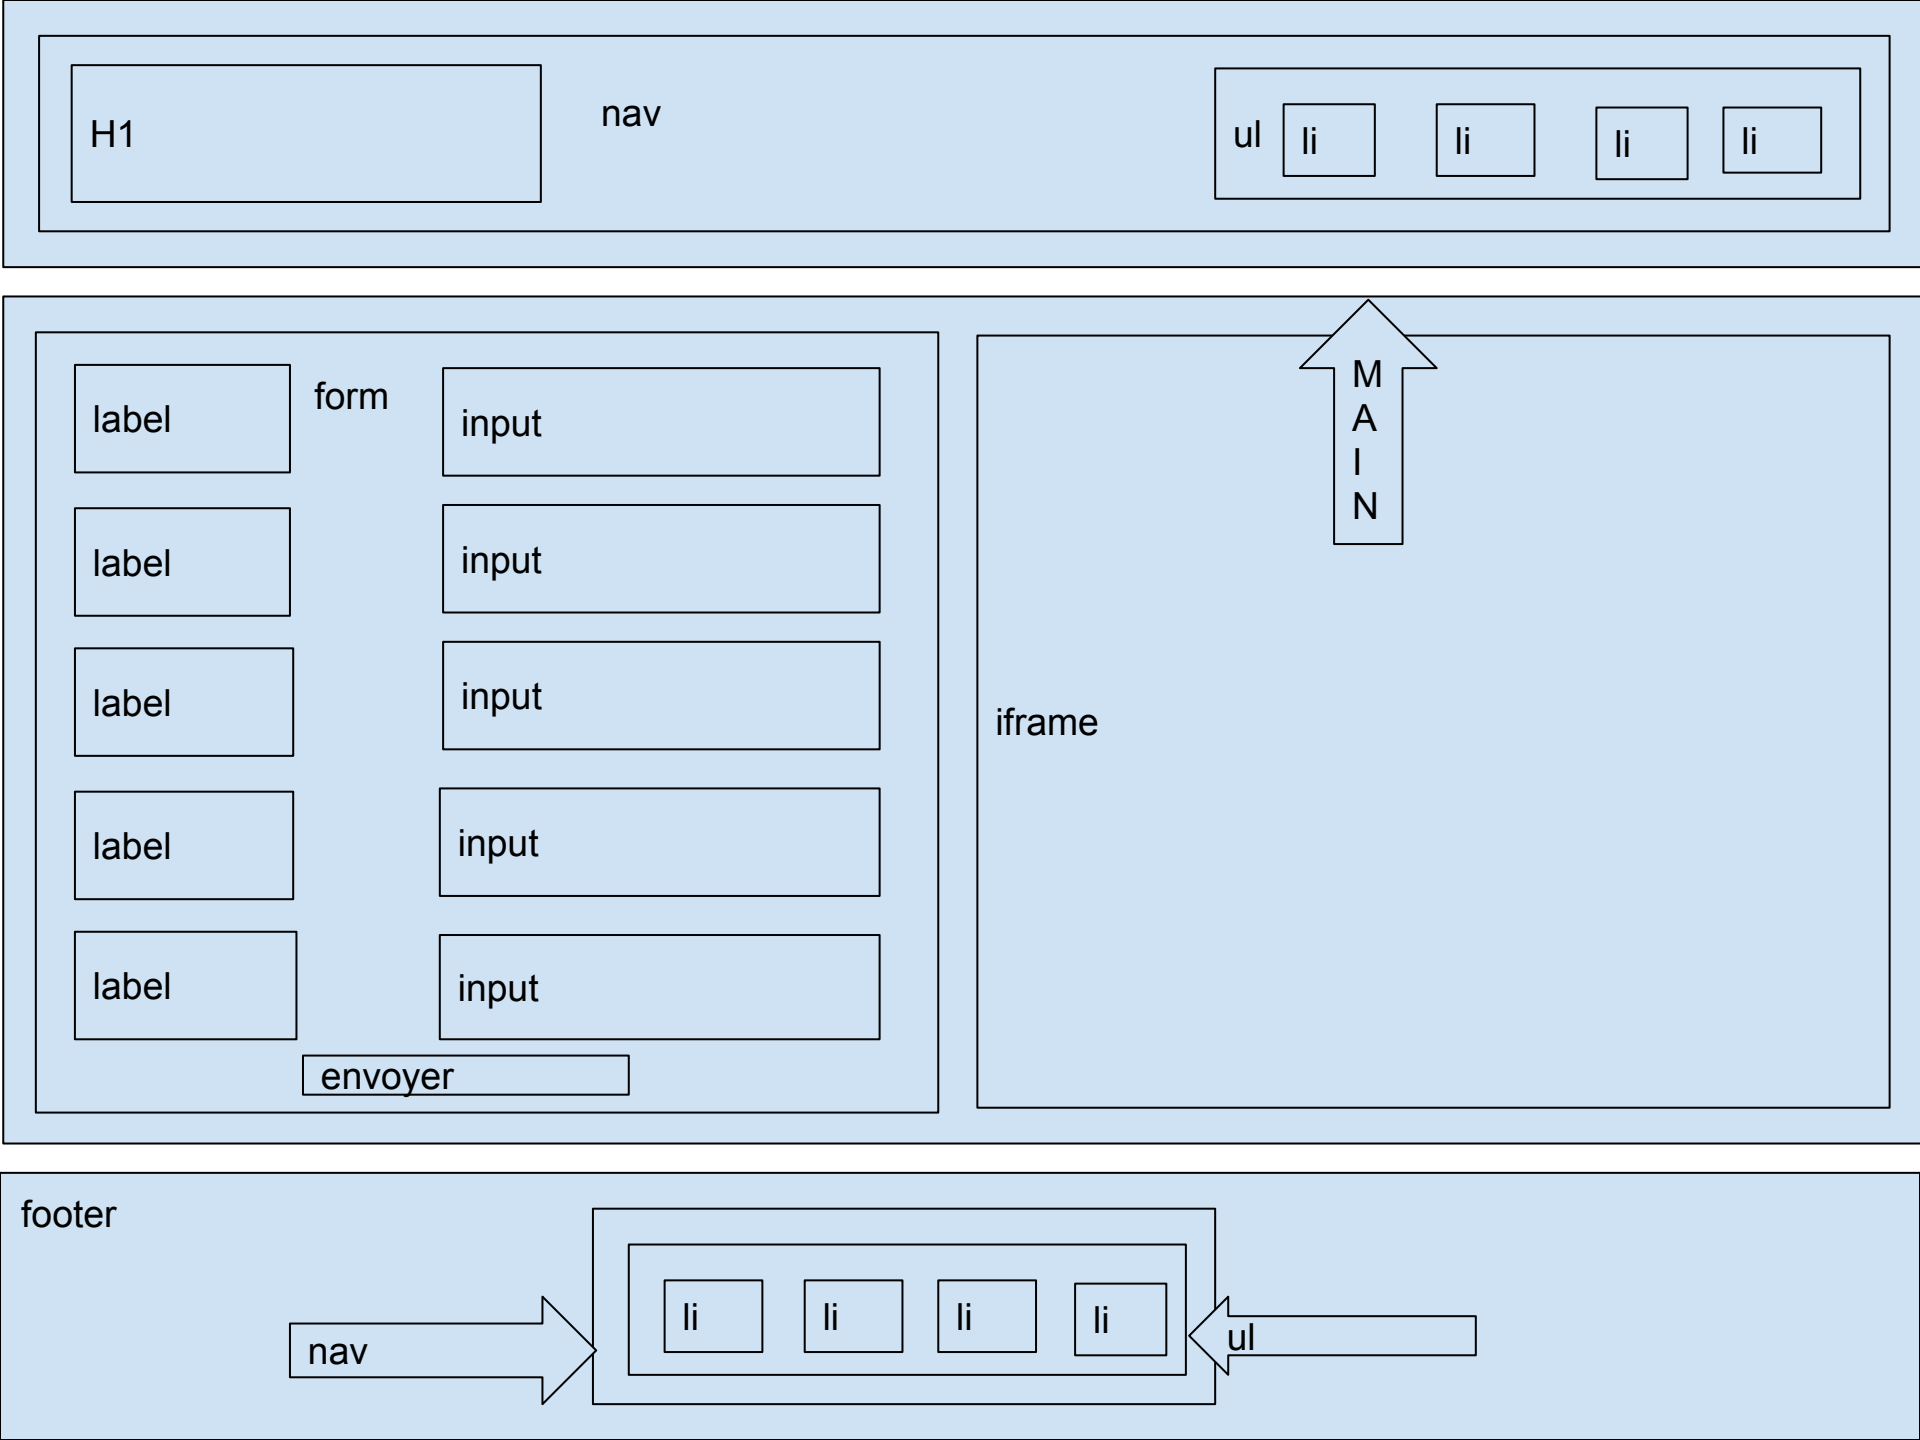 H1
nav
ul
li
li
li
li
M
A
I
N
label
form
input
label
input
label
input
iframe
label
input
label
input
envoyer
footer
li
li
li
li
nav
ul